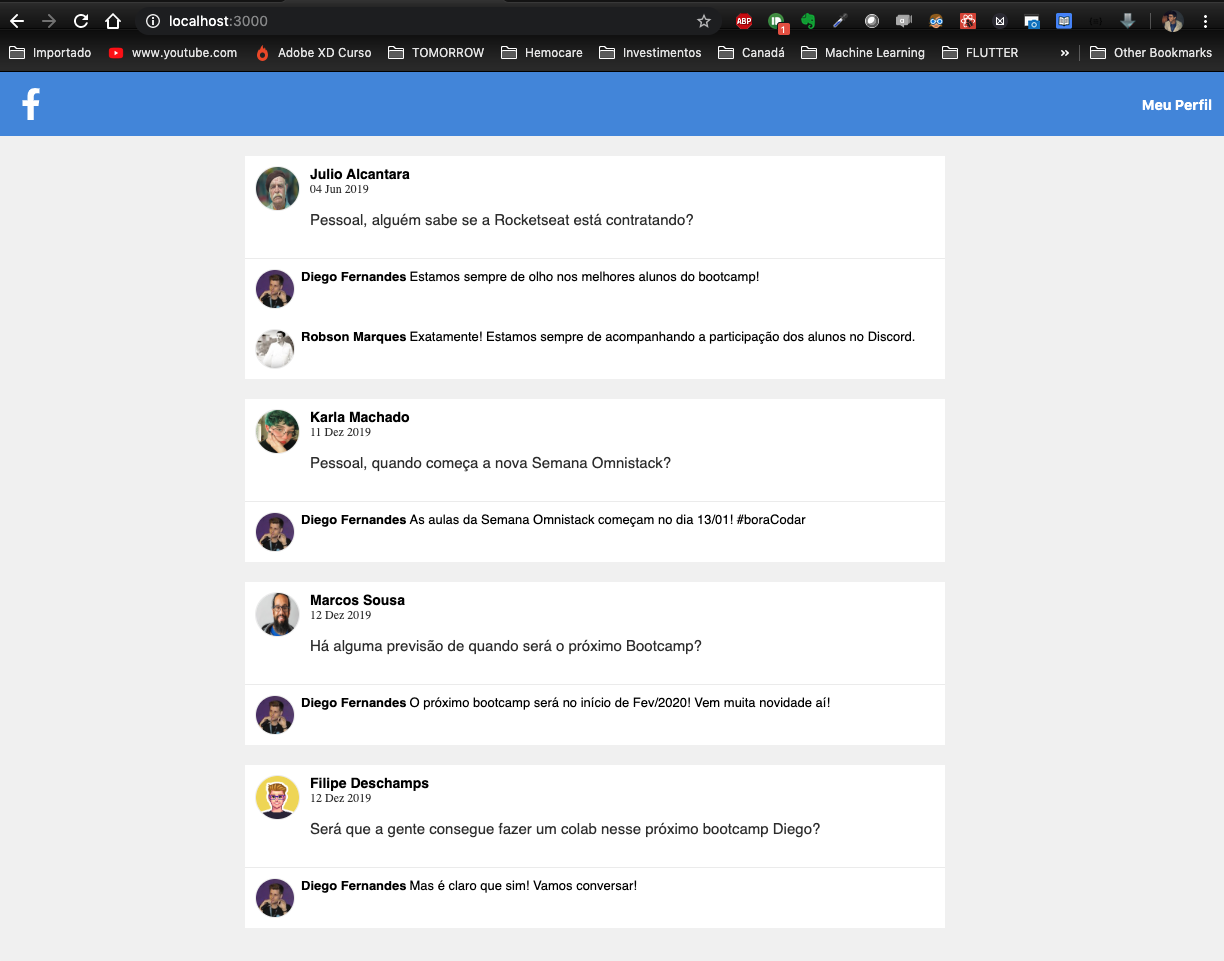 localhost:3000
ABP
1
Importado www.youtube.com Adobe XD Curso TOMORROW Hemocare Investimentos Canadá Machine Learning FLUTTER » Other Bookmarks
f Meu Perfil
Julio Alcantara
04 Jun 2019
Pessoal, alguém sabe se a Rocketseat está contratando?
Diego Fernandes Estamos sempre de olho nos melhores alunos do bootcamp!
Robson Marques Exatamente! Estamos sempre de acompanhando a participação dos alunos no Discord.
Karla Machado
11 Dez 2019
Pessoal, quando começa a nova Semana Omnistack?
Diego Fernandes As aulas da Semana Omnistack começam no dia 13/01! #boraCodar
Marcos Sousa
12 Dez 2019
Há alguma previsão de quando será o próximo Bootcamp?
Diego Fernandes O próximo bootcamp será no início de Fev/2020! Vem muita novidade aí!
Filipe Deschamps
12 Dez 2019
Será que a gente consegue fazer um colab nesse próximo bootcamp Diego?
Diego Fernandes Mas é claro que sim! Vamos conversar!